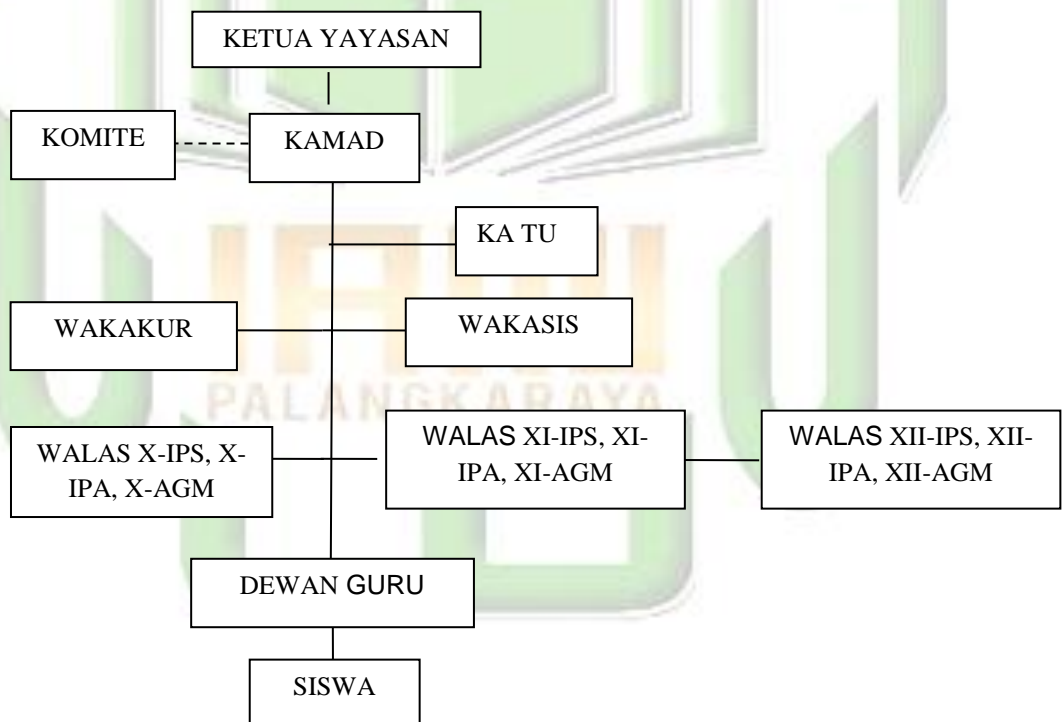 KETUA YAYASAN
KOMITE
KAMAD
KA TU
WAKAKUR
WAKASIS
PALANGKARAYA
WALAS X-IPS, X-
IPA, X-AGM
WALAS XI-IPS, XI-
IPA, XI-AGM
WALAS XII-IPS, XII-
IPA, XII-AGM
DEWAN GURU
SISWA